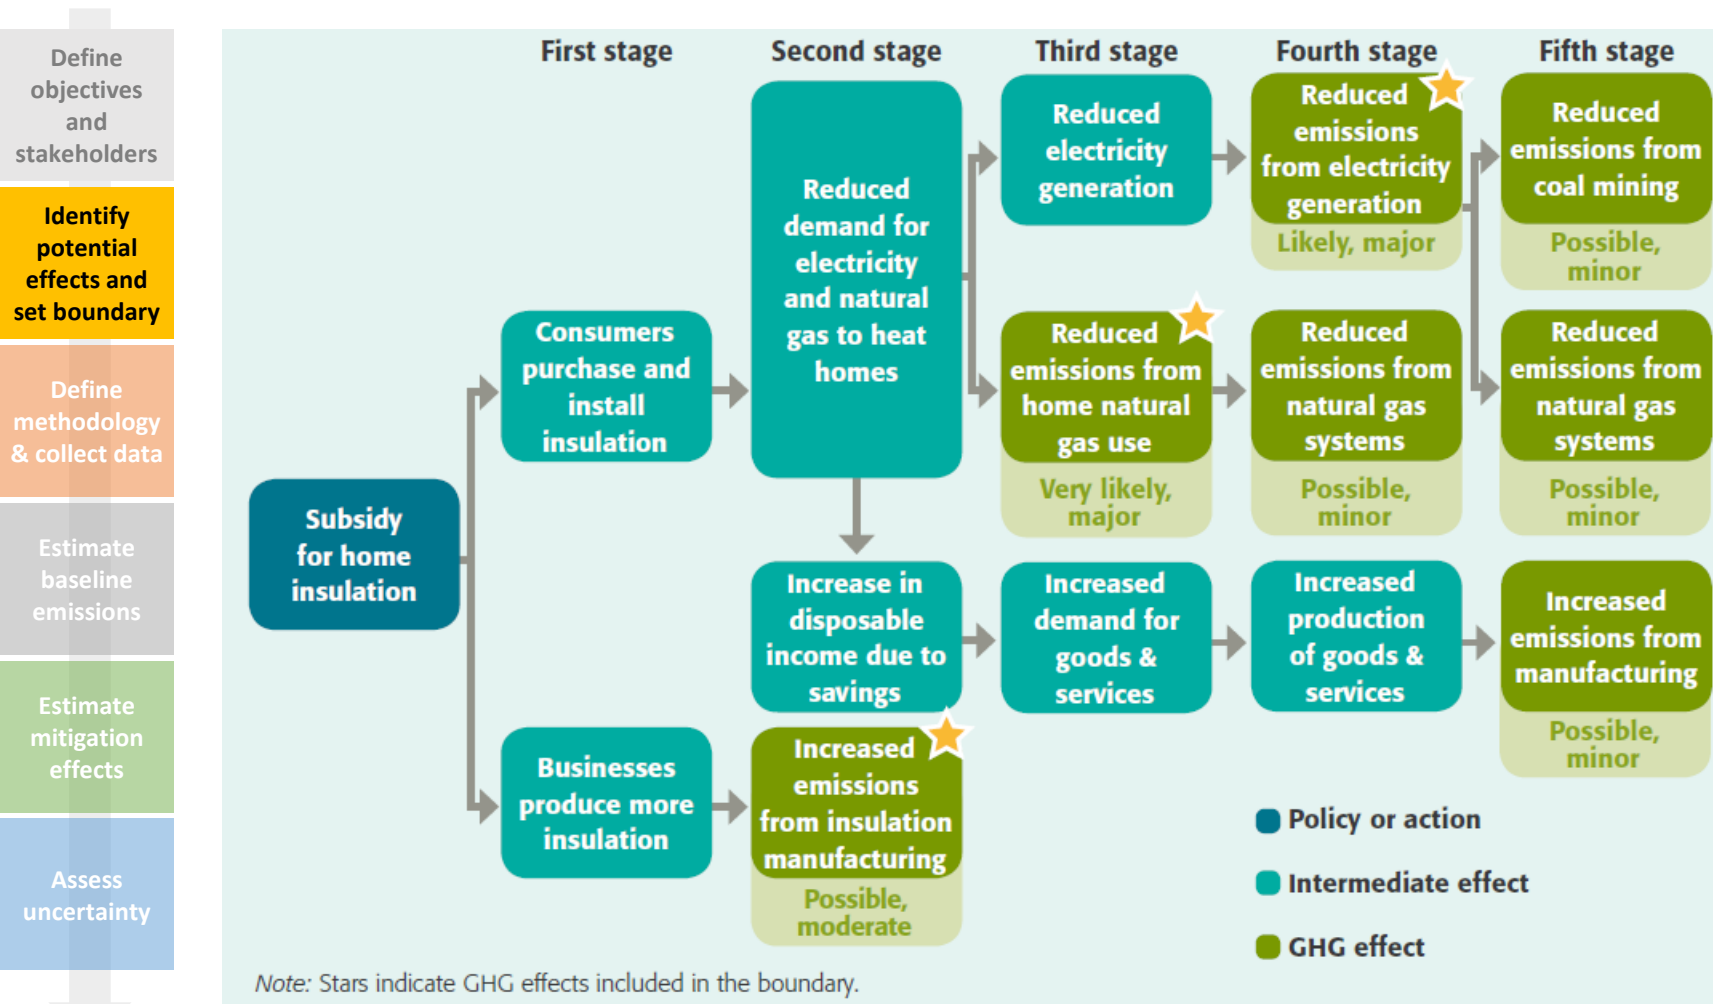 Define
objectives
and
stakeholders
Identify
potential
effects and
set boundary
Define
methodology
& collect data
Estimate
baseline
emissions
Estimate
mitigation
effects
Assess
uncertainty
First stage
Second stage
Third stage
Fourth stage
Fifth stage
Subsidy
for home
insulation
Consumers
purchase and
install
insulation
Businesses
produce more
insulation
Reduced
demand for
electricity
and natural
gas to heat
homes
Increase in
disposable
income due to
savings
Increased
emissions
from insulation
manufacturing
Possible,
moderate
Reduced
electricity
generation
Reduced
emissions from
home natural
gas use
Very likely,
major
Increased
demand for
goods &
services
Reduced
emissions
from electricity
generation
Likely, major
Reduced
emissions from
natural gas
systems
Possible,
minor
Increased
production
of goods &
services
Reduced
emissions from
coal mining
Possible,
minor
Reduced
emissions from
natural gas
systems
Possible,
minor
Increased
emissions from
manufacturing
Possible,
minor
Policy or action
Intermediate effect
GHG effect
Note: Stars indicate GHG effects included in the boundary.